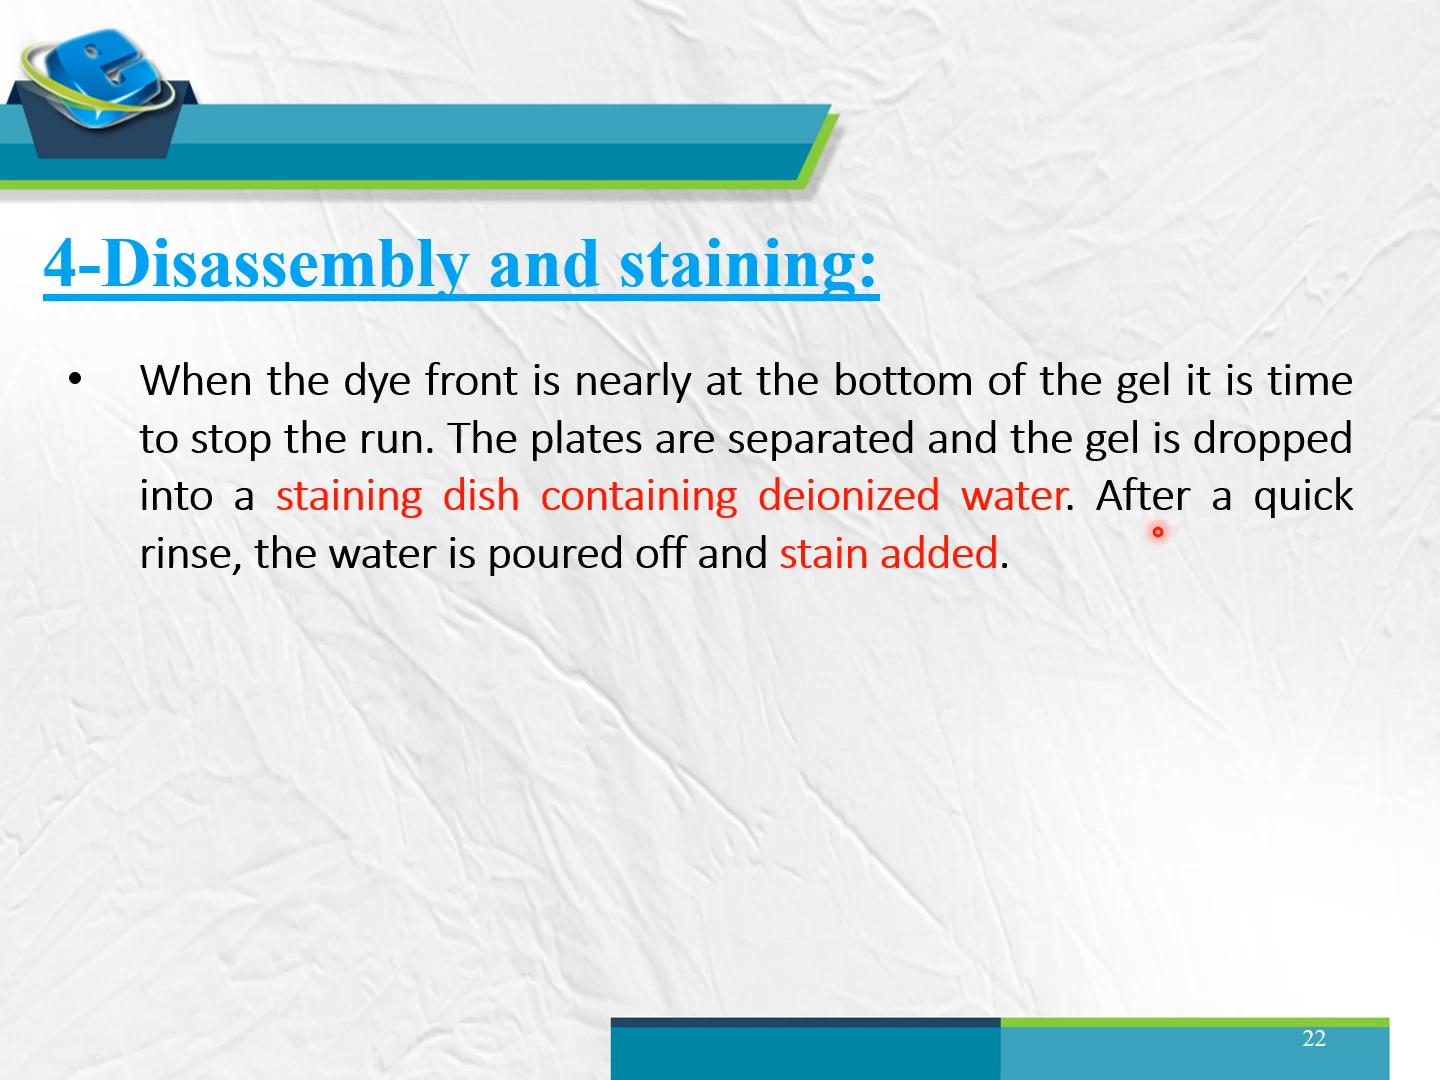 4-Disassembly and staining:
• When the dye front is nearly at the bottom of the gel it is time
to stop the run. The plates are separated and the gel is dropped
into a staining dish containing deionized water. After a quick
rinse, the water is poured off and stain added.
22